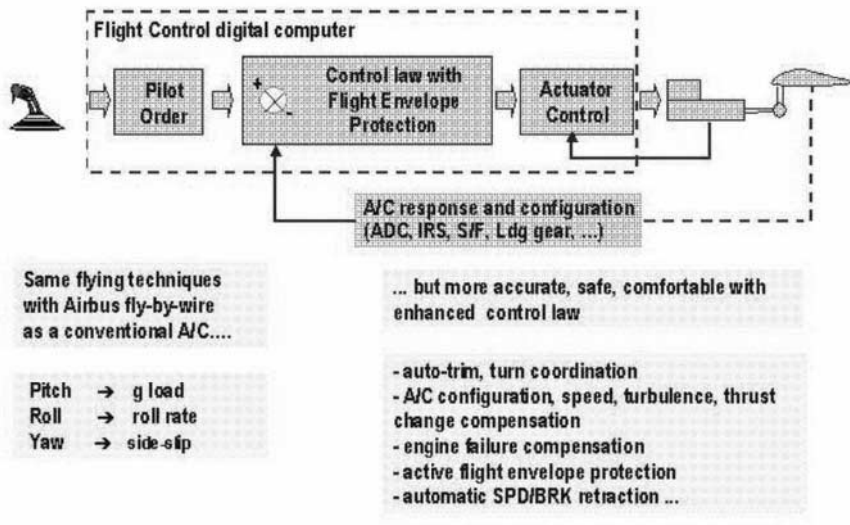 Flight Control digital computer
Pilot
Order
+
-
Control law with
Flight Envelope
Protection
Actuator
Control
A/C response and configuration
(ADC, IRS, S/F, Ldg gear, ...)
Same flying techniques
with Airbus fly-by-wire
as a conventional A/C....
... but more accurate, safe, comfortable with
enhanced control law
Pitch → g load
Roll → roll rate
Yaw → side-slip
- auto-trim, turn coordination
- A/C configuration, speed, turbulence, thrust
change compensation
- engine failure compensation
- active flight envelope protection
- automatic SPD/BRK retraction ...